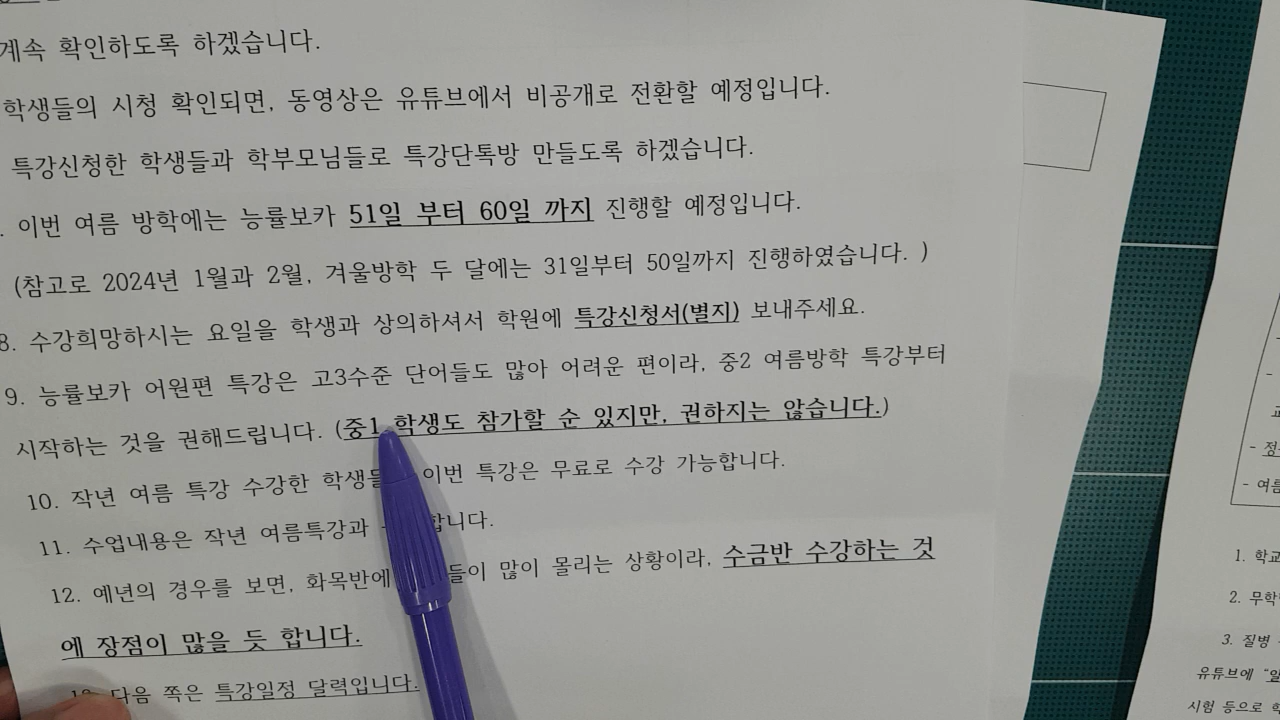 계속 확인하도록 하겠습니다.
학생들의 시청 확인되면, 동영상은 유튜브에서 비공개로 전환할 예정입니다.
특강신청한 학생들과 학부모님들로 특강단톡방 만들도록 하겠습니다.
. 이번 여름 방학에는 능률보카 51일 부터 60일 까지 진행할 예정입니다.
(참고로 2024년 1월과 2월, 겨울방학 두 달에는 31일부터 50일까지 진행하였습니다. )
8. 수강희망하시는 요일을 학생과 상의하셔서 학원에 특강신청서(별지) 보내주세요.
9. 능률보카 어원편 특강은 고3수준 단어들도 많아 어려운 편이라, 중2 여름방학 특강부터
시작하는 것을 권해드립니다. (중1 학생도 참가할 순 있지만, 권하지는 않습니다.)
10. 작년 여름 특강 수강한 학생들 이번 특강은 무료로 수강 가능합니다.
11. 수업내용은 작년 여름특강과 합니다.
12. 예년의 경우를 보면, 화목반에 들이 많이 몰리는 상황이라, 수금반 수강하는 것
에 장점이 많을 듯 합니다.
다음 쪽은 특강일정 달력입니다.
- 여름
1. 학교
2. 무학
3. 질병
유튜브에
시험 등으로